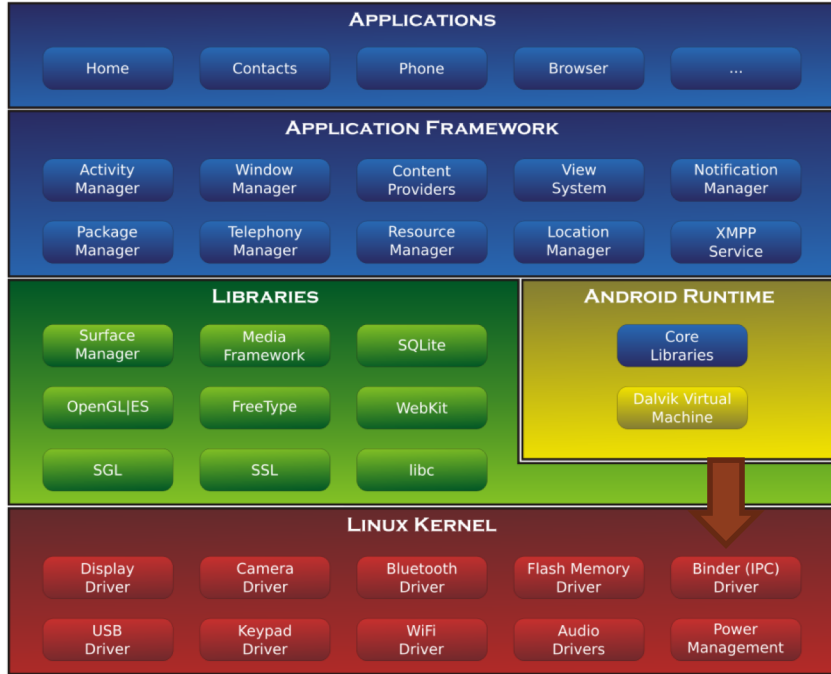 APPLICATIONS
Home
Contacts
Phone
Browser
...
APPLICATION FRAMEWORK
Activity
Manager
Window
Manager
Content
Providers
View
System
Notification
Manager
Package
Manager
Telephony
Manager
Resource
Manager
Location
Manager
XMPP
Service
LIBRARIES
Surface
Manager
Media
Framework
SQLite
OpenGL|ES
FreeType
WebKit
SGL
SSL
libc
ANDROID RUNTIME
Core
Libraries
Dalvik Virtual
Machine
LINUX KERNEL
Display
Driver
Camera
Driver
Bluetooth
Driver
Flash Memory
Driver
Binder (IPC)
Driver
USB
Driver
Keypad
Driver
WiFi
Driver
Audio
Drivers
Power
Management